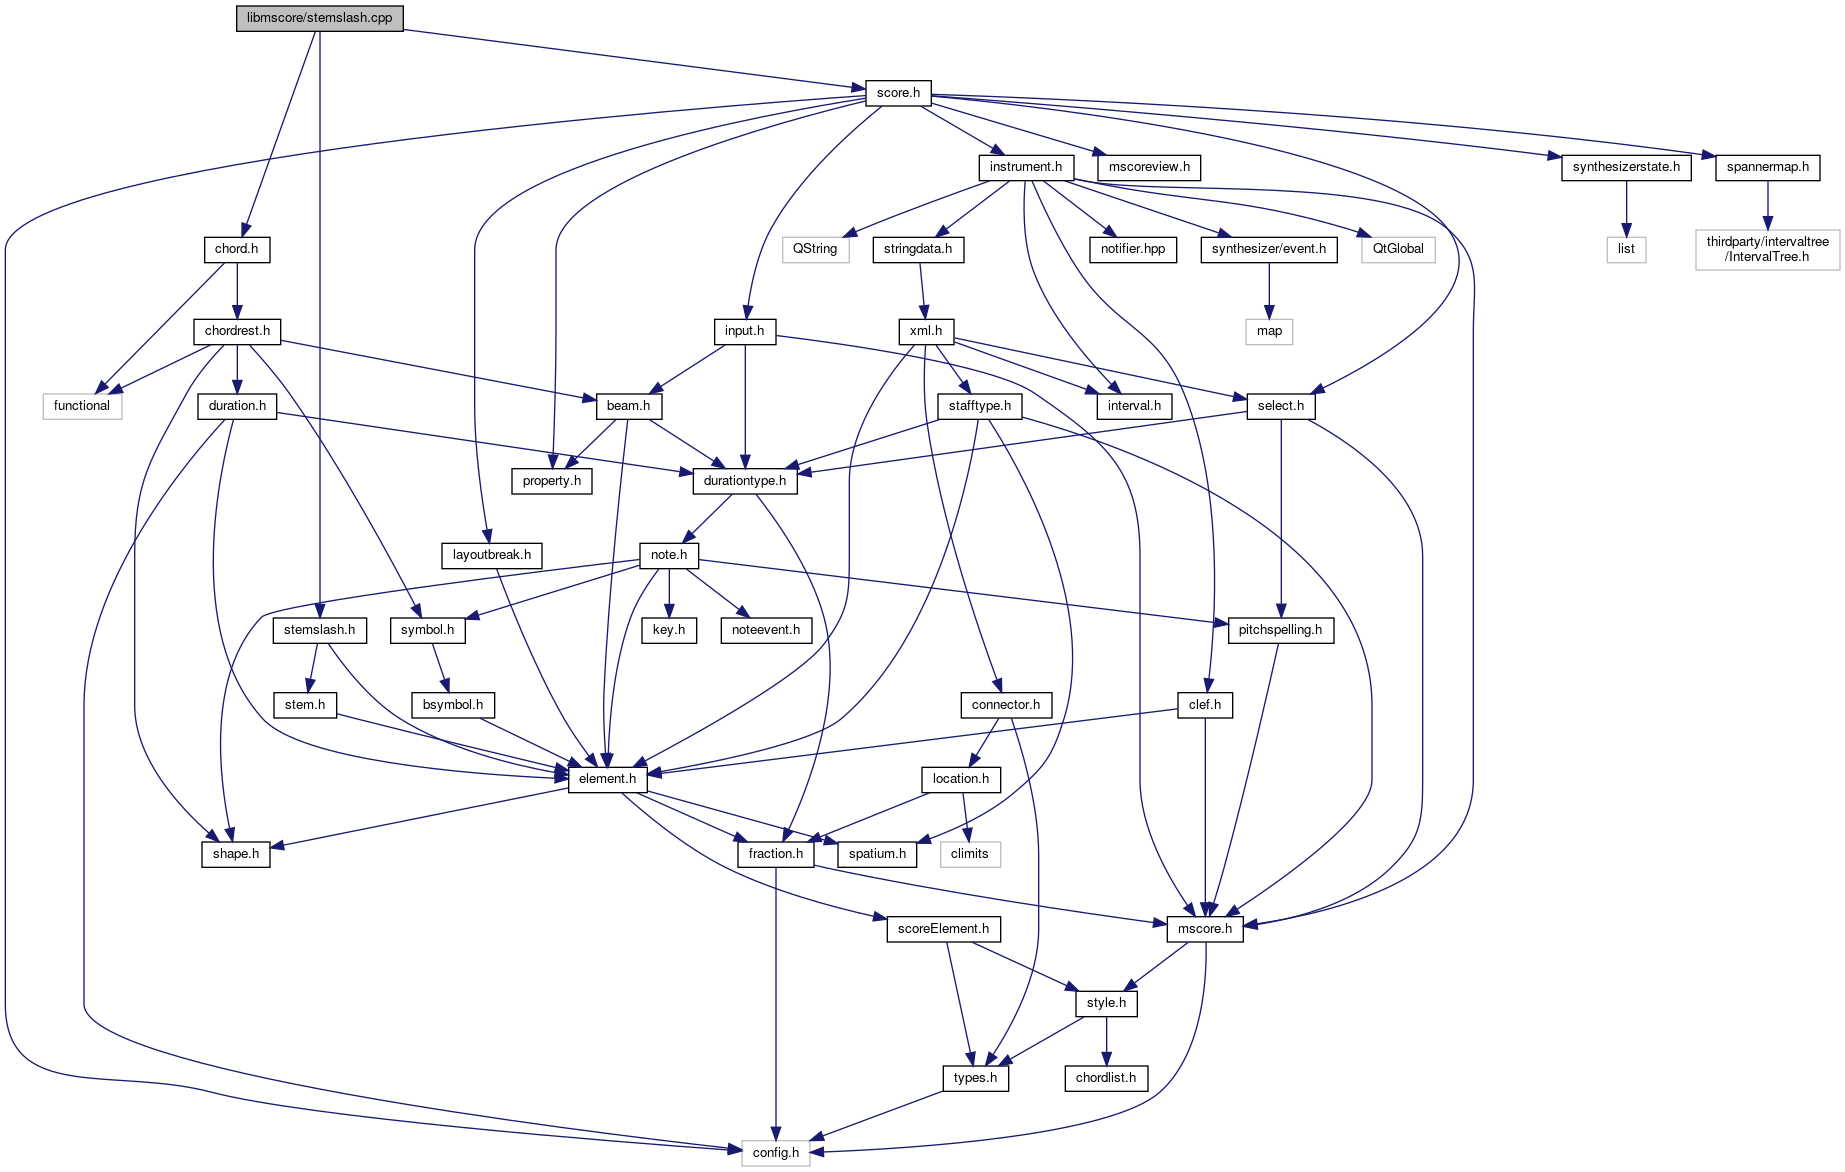 libmscore/stemslash.cpp
score.h
instrument.h
mscoreview.h
synthesizerstate.h
spannermap.h
chord.h
QString
stringdata.h
notifier.hpp
synthesizer/event.h
QtGlobal
list
thirdparty/intervaltree
/IntervalTree.h
chordrest.h
input.h
xml.h
map
functional
duration.h
beam.h
stafftype.h
interval.h
select.h
property.h
durationtype.h
layoutbreak.h
note.h
stemslash.h
symbol.h
key.h
noteevent.h
pitchspelling.h
stem.h
bsymbol.h
connector.h
clef.h
element.h
location.h
shape.h
fraction.h
spatium.h
climits
scoreElement.h
mscore.h
style.h
types.h
chordlist.h
config.h